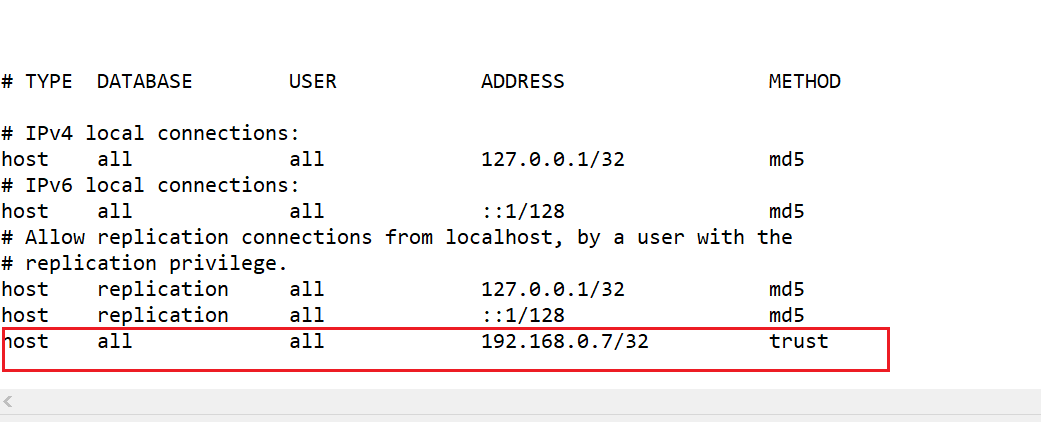 # TYPE  DATABASE        USER            ADDRESS                 METHOD
# IPv4 local connections:
host    all             all             127.0.0.1/32            md5
# IPv6 local connections:
host    all             all             ::1/128                 md5
# Allow replication connections from localhost, by a user with the
# replication privilege.
host    replication     all             127.0.0.1/32            md5
host    replication     all             ::1/128                 md5
host    all             all             192.168.0.7/32          trust